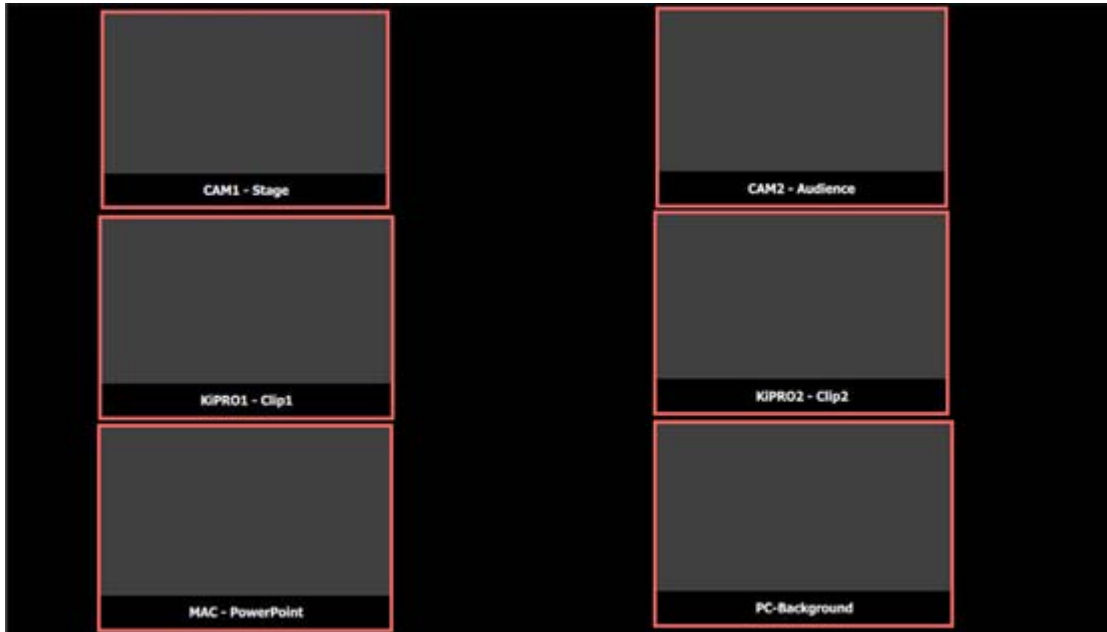 CAM1 - Stage
CAM2 - Audience
KiPRO1 - Clip1
KiPRO2 - Clip2
MAC - PowerPoint
PC-Background